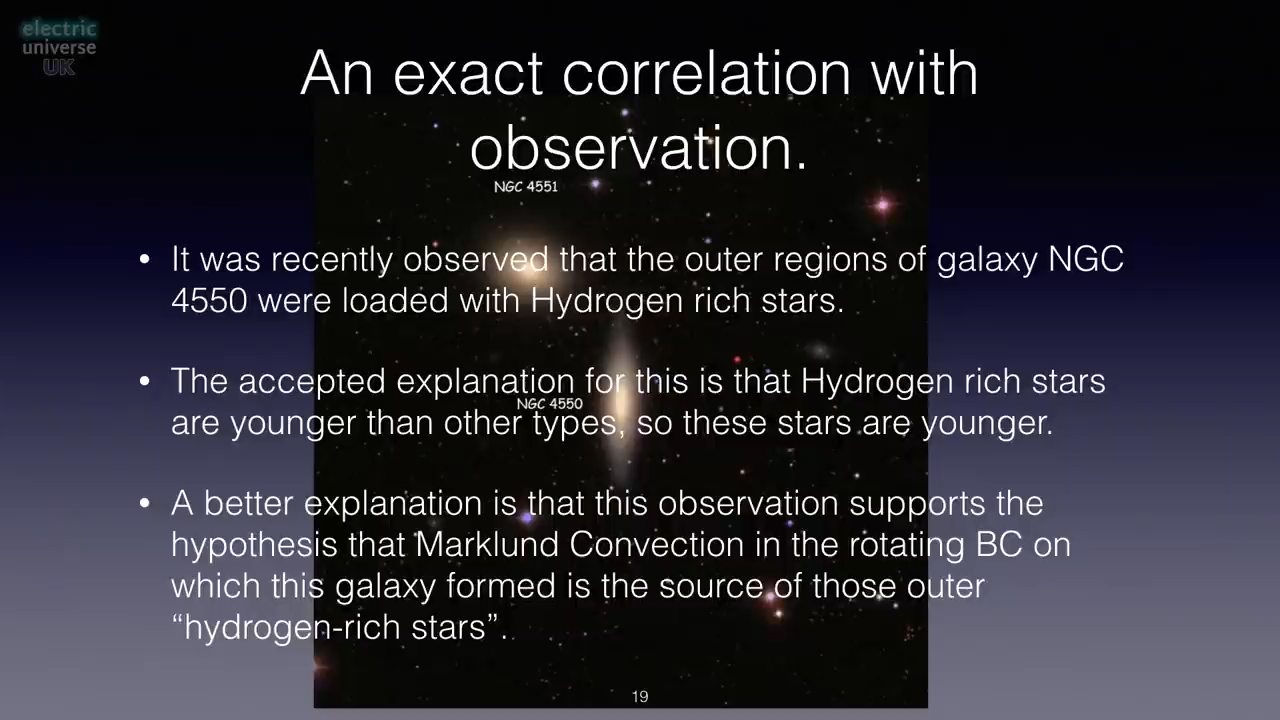 electric
universe
UK
An exact correlation with
observation.
NGC 4551
• It was recently observed that the outer regions of galaxy NGC
4550 were loaded with Hydrogen rich stars.
• The accepted explanation for this is that Hydrogen rich stars
NGC 4550
are younger than other types, so these stars are younger.
• A better explanation is that this observation supports the
hypothesis that Marklund Convection in the rotating BC on
which this galaxy formed is the source of those outer
“hydrogen-rich stars”.
19